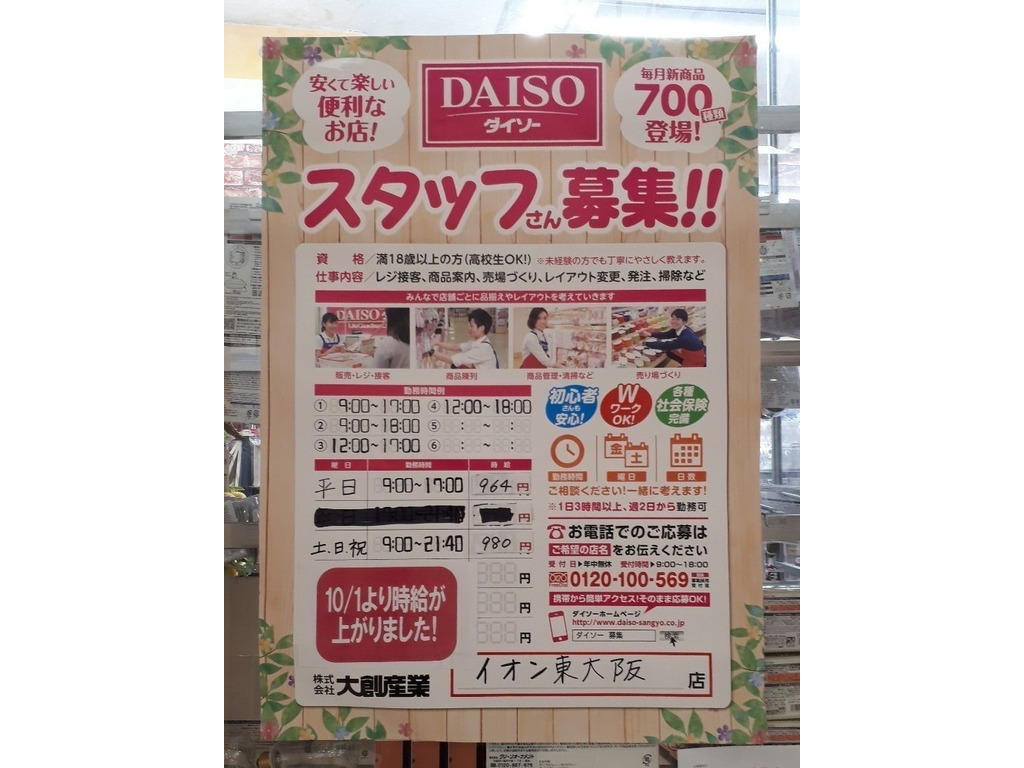 安くて楽しい
便利な
お店!
DAISO
ダイソー
毎月新商品
700種類
登場!
スタッフさん募集!!
資 格/満18歳以上の方(高校生OK!) ※未経験の方でも丁寧にやさしく教えます。
仕事内容/レジ接客、商品案内、売場づくり、レイアウト変更、発注、掃除など
みんなで店舗ごとに品揃えやレイアウトを考えていきます
DAISO
販売・レジ・接客 商品陳列 商品管理・清掃など 売り場づくり
勤務時間例
① 9:00~17:00 ④ 12:00~18:00
② 9:00~18:00 ⑤ : ~ :
③ 12:00~17:00 ⑥ : ~ :
初心者
さんも
安心!
W
ワーク
OK!
各種
社会保険
完備
曜日 勤務時間 時給
平日 9:00~17:00 964円
円
土.日.祝 9:00~21:40 980円
円
円
円
金 土
勤務時間 曜日 日数
ご相談ください!一緒に考えます!
※1日3時間以上、週2日から勤務可
お電話でのご応募は
ご希望の店名をお伝えください
受付日▶年中無休 受付時間▶9:00~18:00
0120-100-569
携帯から簡単アクセス!そのまま応募OK!
ダイソーホームページ
http://www.daiso-sangyo.co.jp
ダイソー 募集 検索
10/1より時給が
上がりました!
株式会社大創産業
イオン東大阪 店